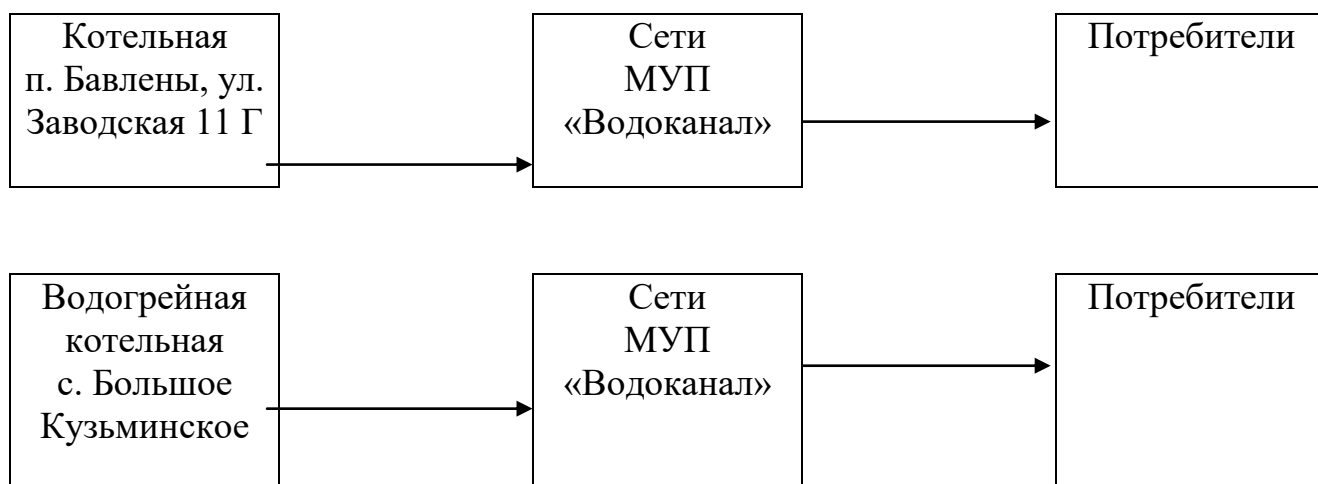 Котельная
п. Бавлены, ул.
Заводская 11 Г
Сети
МУП
«Водоканал»
Потребители
Водогрейная
котельная
с. Большое
Кузьминское
Сети
МУП
«Водоканал»
Потребители